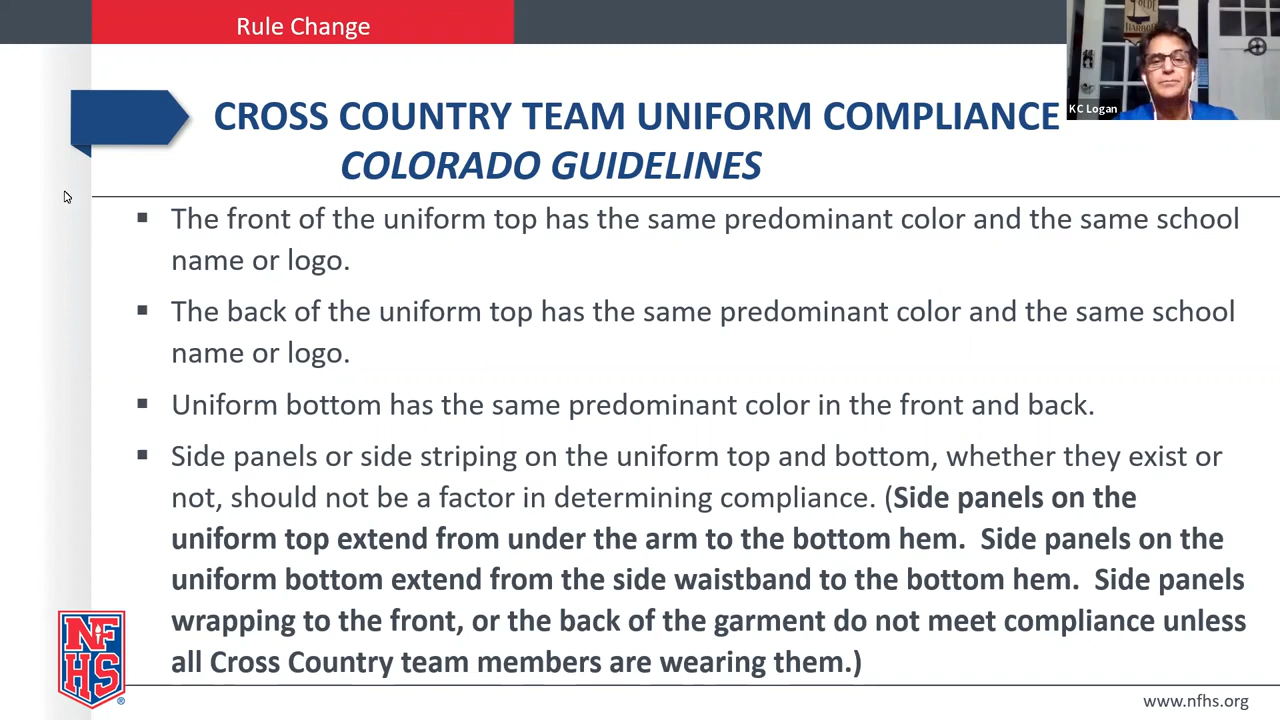 Rule Change
OLDE
HARBOR
KC Logan
CROSS COUNTRY TEAM UNIFORM COMPLIANCE
COLORADO GUIDELINES
▪ The front of the uniform top has the same predominant color and the same school
name or logo.
▪ The back of the uniform top has the same predominant color and the same school
name or logo.
▪ Uniform bottom has the same predominant color in the front and back.
▪ Side panels or side striping on the uniform top and bottom, whether they exist or
not, should not be a factor in determining compliance. (Side panels on the
uniform top extend from under the arm to the bottom hem.  Side panels on the
uniform bottom extend from the side waistband to the bottom hem.  Side panels
wrapping to the front, or the back of the garment do not meet compliance unless
all Cross Country team members are wearing them.)
NF
HS
®
www.nfhs.org